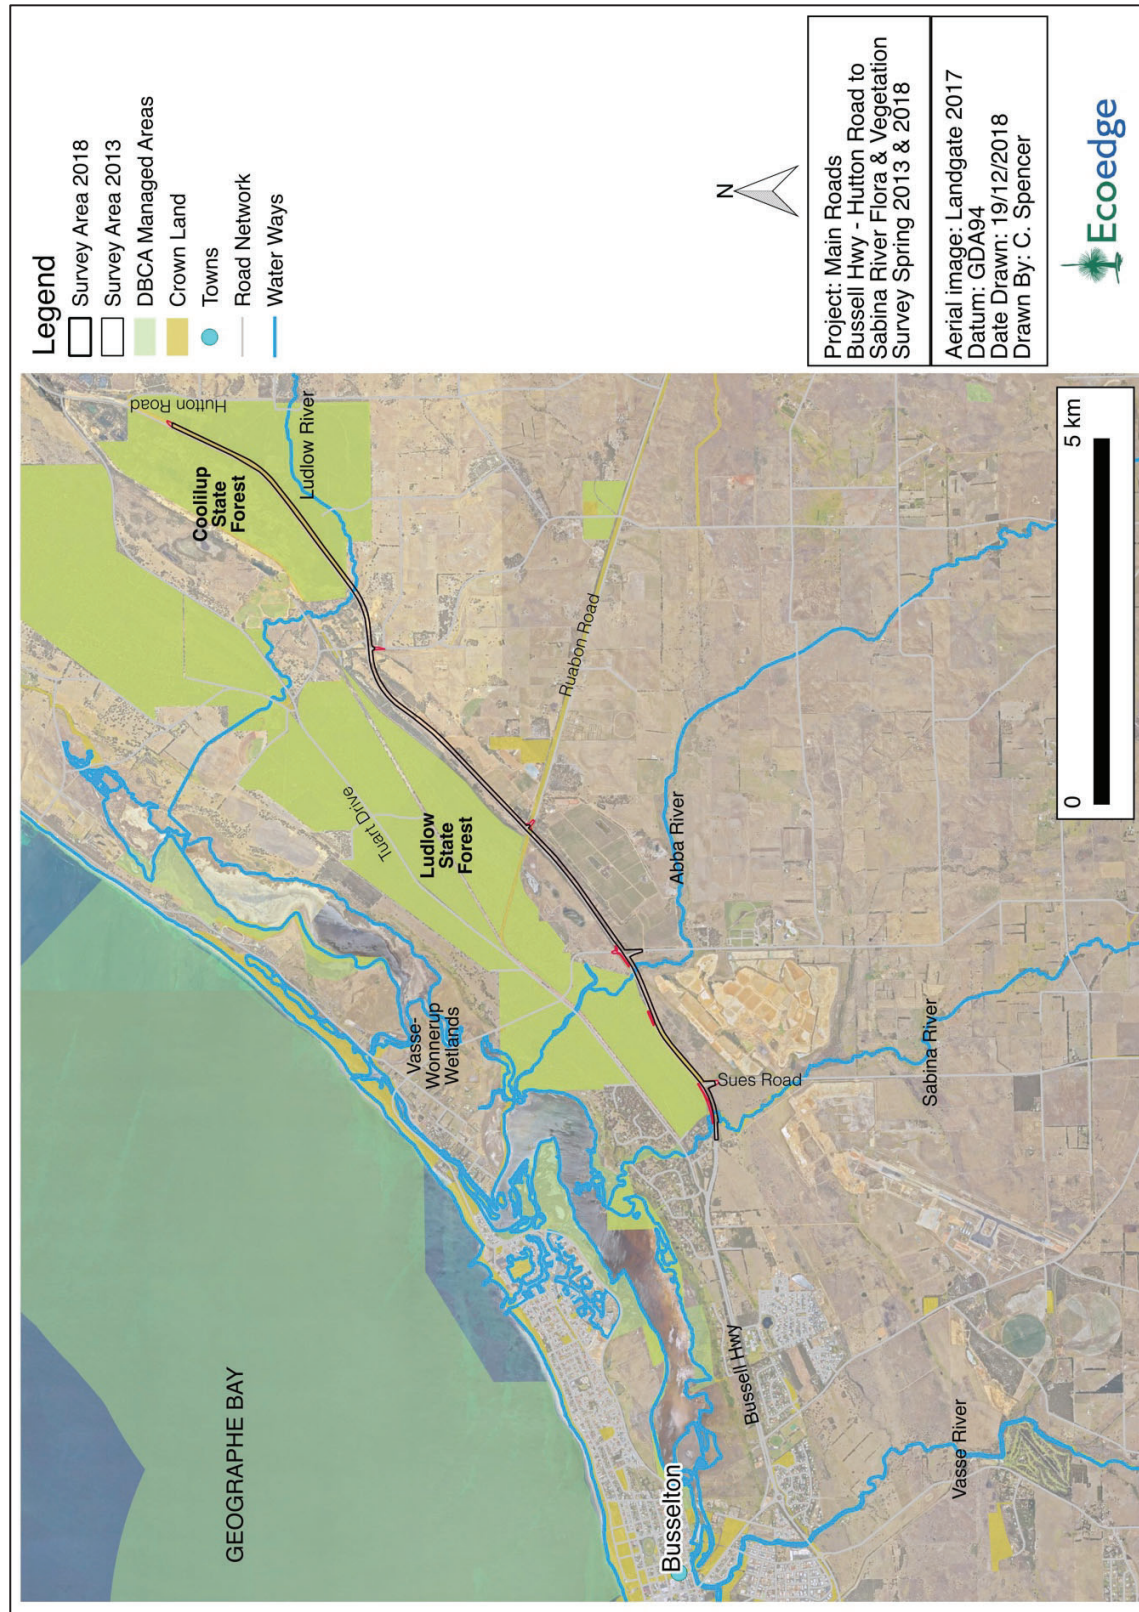 Legend
Survey Area 2018
Survey Area 2013
DBCA Managed Areas
Crown Land
Towns
Road Network
Water Ways
N
Project: Main Roads
Bussell Hwy - Hutton Road to
Sabina River Flora & Vegetation
Survey Spring 2013 & 2018
Aerial image: Landgate 2017
Datum: GDA94
Date Drawn: 19/12/2018
Drawn By: C. Spencer
Ecoedge
GEOGRAPHE BAY
Busselton
Vasse-
Wonnerup
Wetlands
Tuart Drive
Ludlow
State
Forest
Coolilup
State
Forest
Hutton Road
Ludlow River
Ruabon Road
Abba River
Sues Road
Sabina River
Bussell Hwy
Vasse River
0
5 km